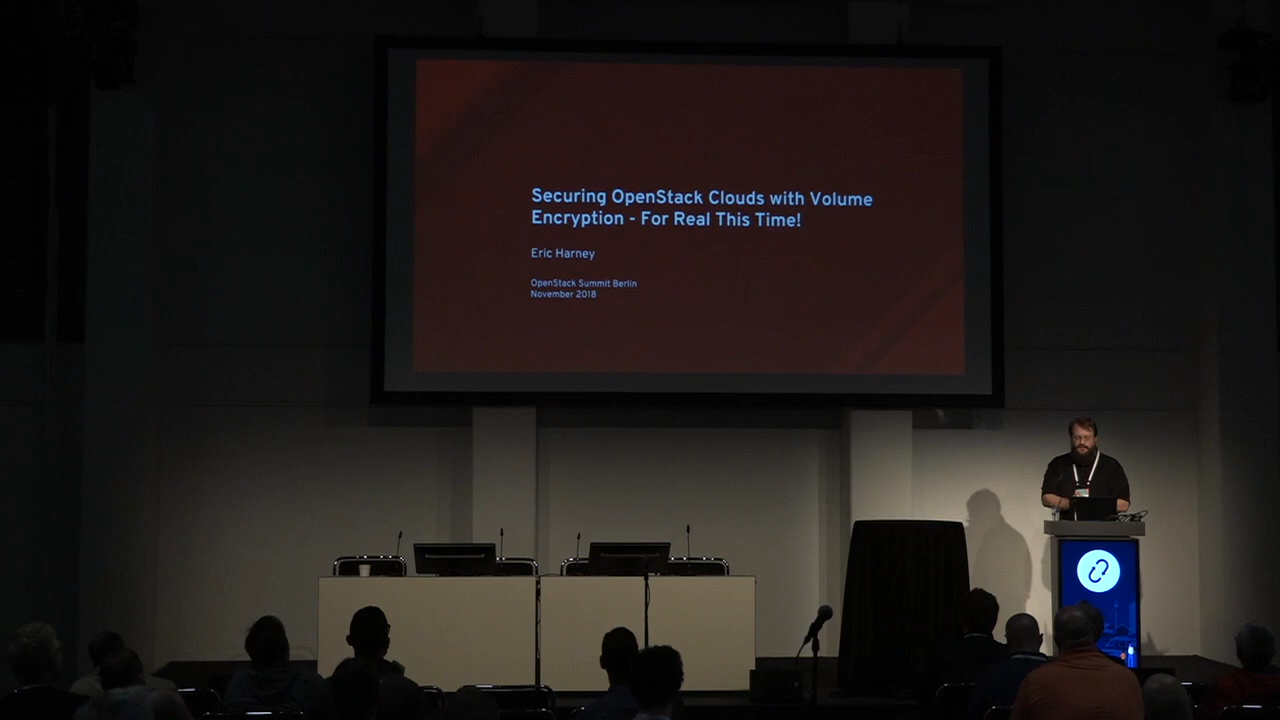 Securing OpenStack Clouds with Volume
Encryption - For Real This Time!
Eric Harney
OpenStack Summit Berlin
November 2018